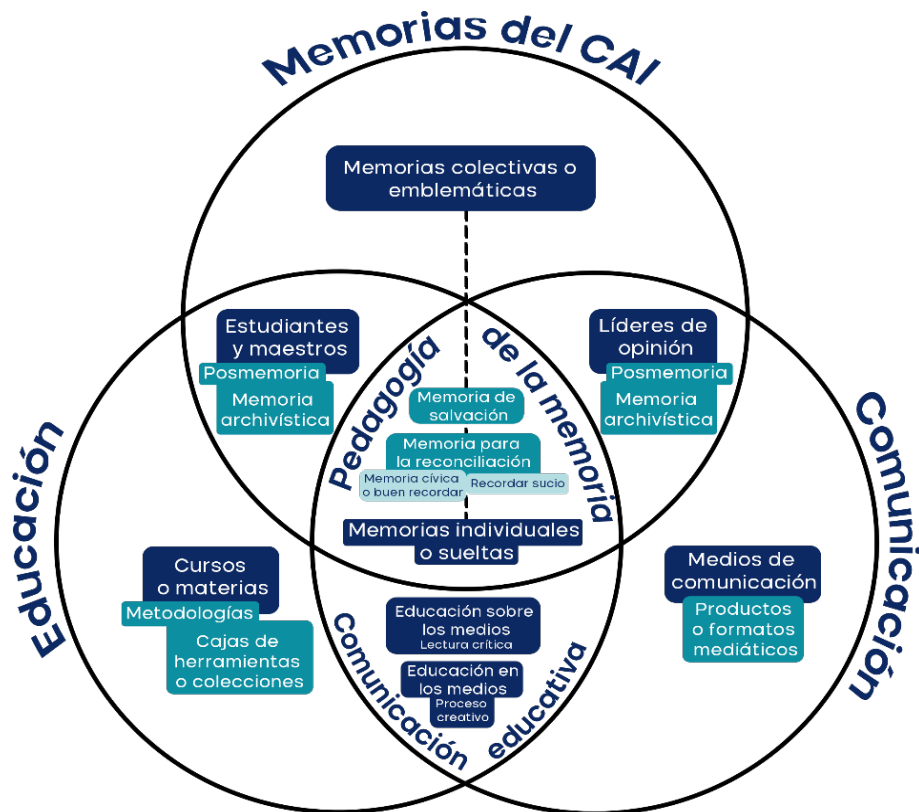 Memorias del CAI
Memorias colectivas o
emblemáticas
Estudiantes
y maestros
Posmemoria
Memoria
archivística
Líderes de
opinión
Posmemoria
Memoria
archivística
Pedagogía
de la memoria
Memoria de
salvación
Memoria para
la reconciliación
Memoria cívica
o buen recordar
Recordar sucio
Memorias individuales
o sueltas
Educación
Cursos
o materias
Metodologías
Cajas de
herramientas
o colecciones
Comunicación
educativa
Educación sobre
los medios
Lectura crítica
Educación en
los medios
Proceso
creativo
Comunicación
Medios de
comunicación
Productos
o formatos
mediáticos